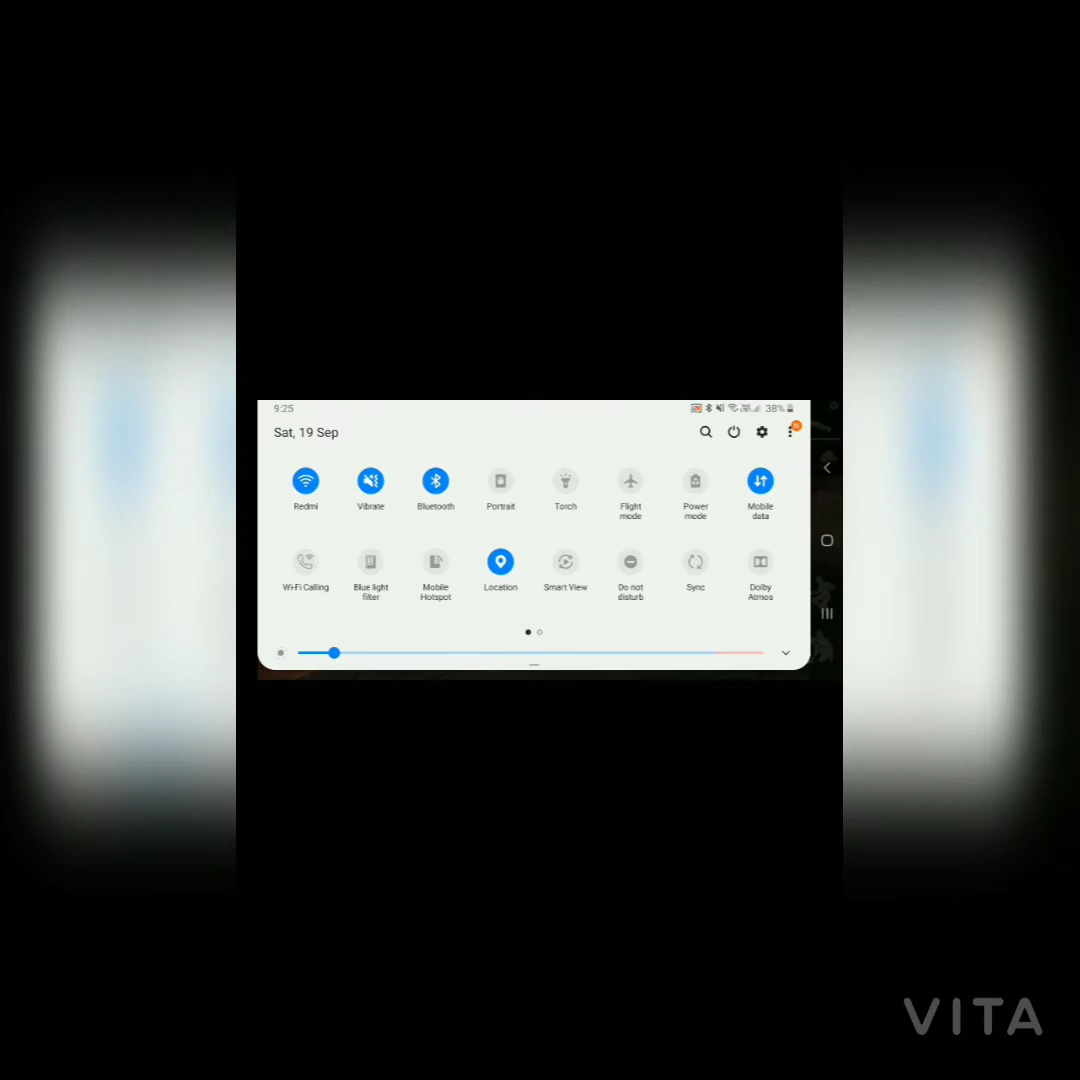 9:25
38%
Sat, 19 Sep
N
Redmi
Vibrate
Bluetooth
Portrait
Torch
Flight
mode
Power
mode
Mobile
data
Wi-Fi Calling
Blue light
filter
Mobile
Hotspot
Location
Smart View
Do not
disturb
Sync
Dolby
Atmos
VITA